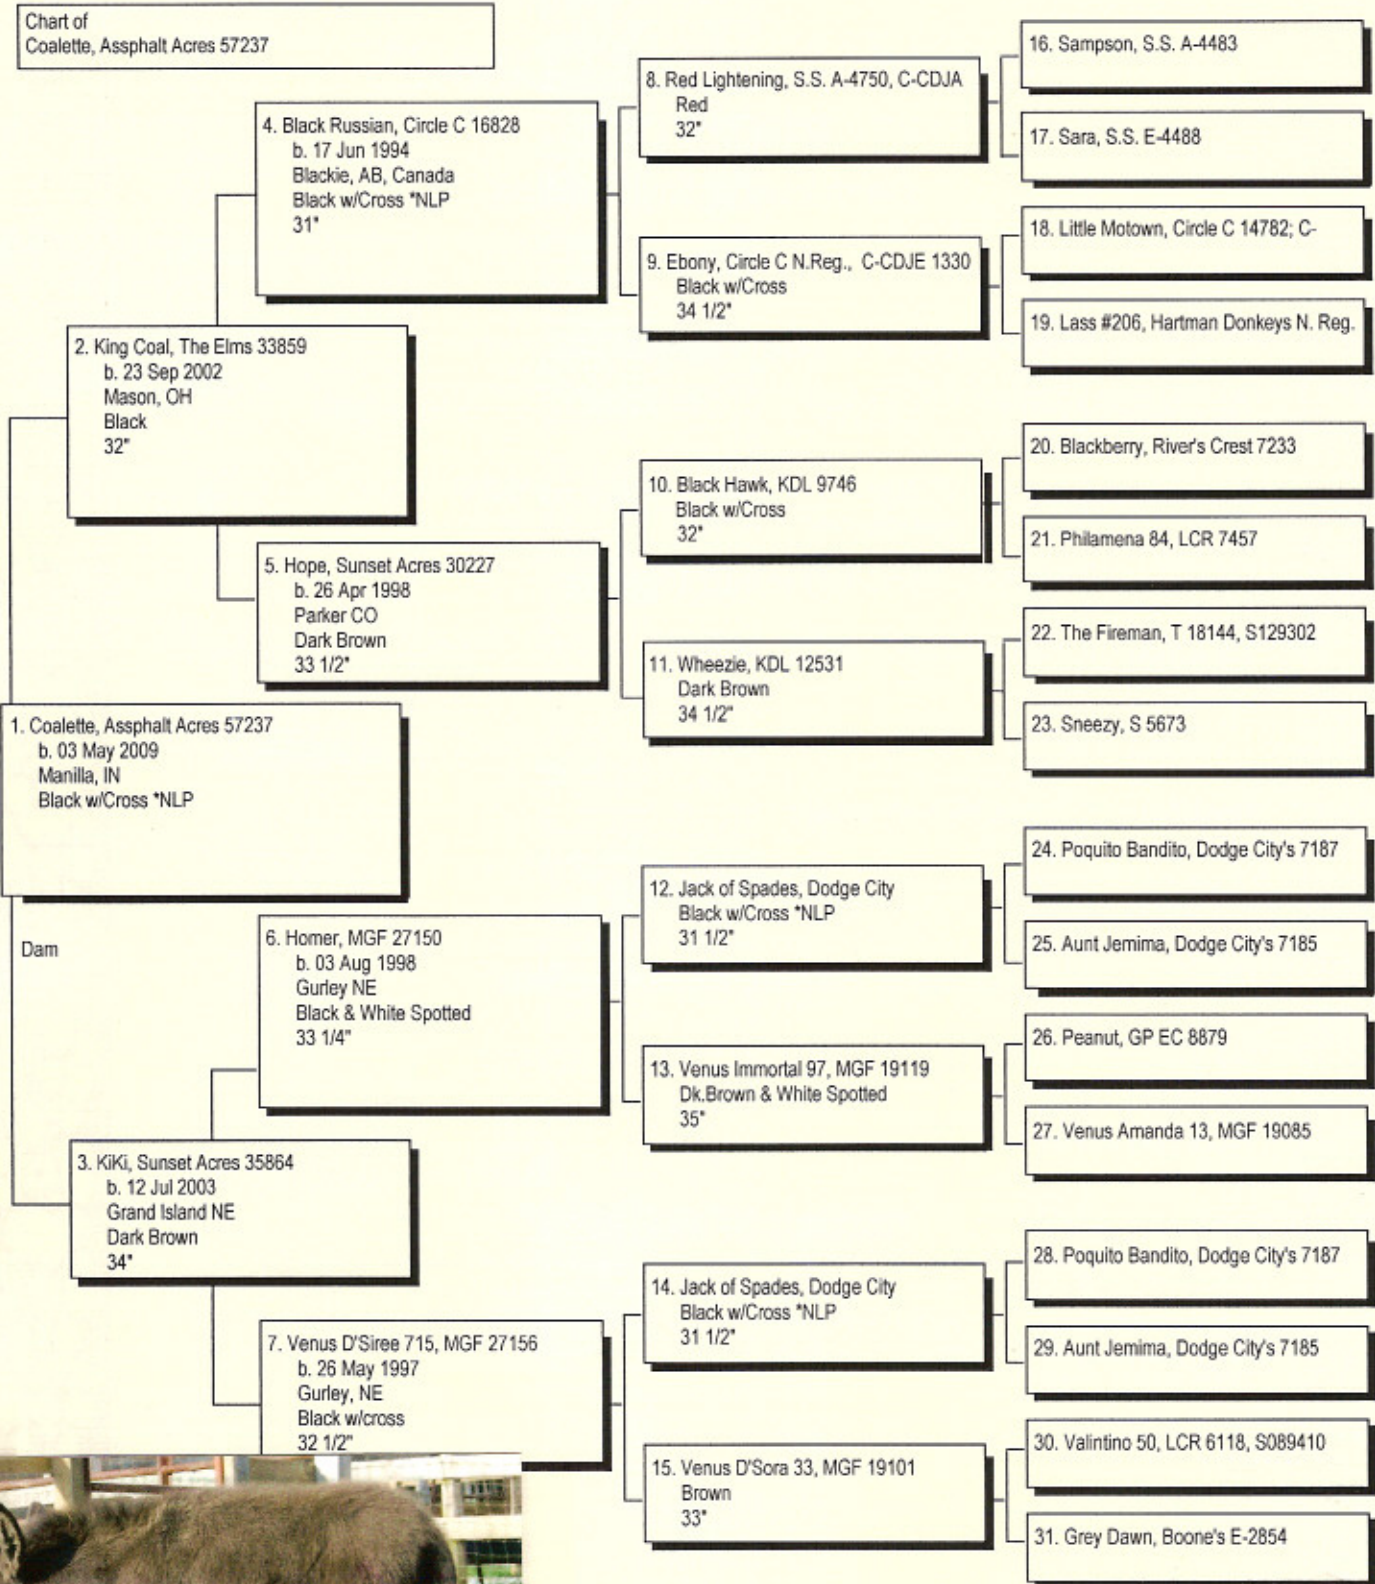 Chart of
Coalette, Assphalt Acres 57237
1. Coalette, Assphalt Acres 57237
b. 03 May 2009
Manilla, IN
Black w/Cross *NLP
Dam
2. King Coal, The Elms 33859
b. 23 Sep 2002
Mason, OH
Black
32"
3. KiKi, Sunset Acres 35864
b. 12 Jul 2003
Grand Island NE
Dark Brown
34"
4. Black Russian, Circle C 16828
b. 17 Jun 1994
Blackie, AB, Canada
Black w/Cross *NLP
31"
5. Hope, Sunset Acres 30227
b. 26 Apr 1998
Parker CO
Dark Brown
33 1/2"
6. Homer, MGF 27150
b. 03 Aug 1998
Gurley NE
Black & White Spotted
33 1/4"
7. Venus D'Siree 715, MGF 27156
b. 26 May 1997
Gurley, NE
Black w/cross
32 1/2"
8. Red Lightening, S.S. A-4750, C-CDJA
Red
32"
9. Ebony, Circle C N.Reg., C-CDJE 1330
Black w/Cross
34 1/2"
10. Black Hawk, KDL 9746
Black w/Cross
32"
11. Wheezie, KDL 12531
Dark Brown
34 1/2"
12. Jack of Spades, Dodge City
Black w/Cross *NLP
31 1/2"
13. Venus Immortal 97, MGF 19119
Dk.Brown & White Spotted
35"
14. Jack of Spades, Dodge City
Black w/Cross *NLP
31 1/2"
15. Venus D'Sora 33, MGF 19101
Brown
33"
16. Sampson, S.S. A-4483
17. Sara, S.S. E-4488
18. Little Motown, Circle C 14782; C-
19. Lass #206, Hartman Donkeys N. Reg.
20. Blackberry, River's Crest 7233
21. Philamena 84, LCR 7457
22. The Fireman, T 18144, S129302
23. Sneezy, S 5673
24. Poquito Bandito, Dodge City's 7187
25. Aunt Jemima, Dodge City's 7185
26. Peanut, GP EC 8879
27. Venus Amanda 13, MGF 19085
28. Poquito Bandito, Dodge City's 7187
29. Aunt Jemima, Dodge City's 7185
30. Valintino 50, LCR 6118, S089410
31. Grey Dawn, Boone's E-2854